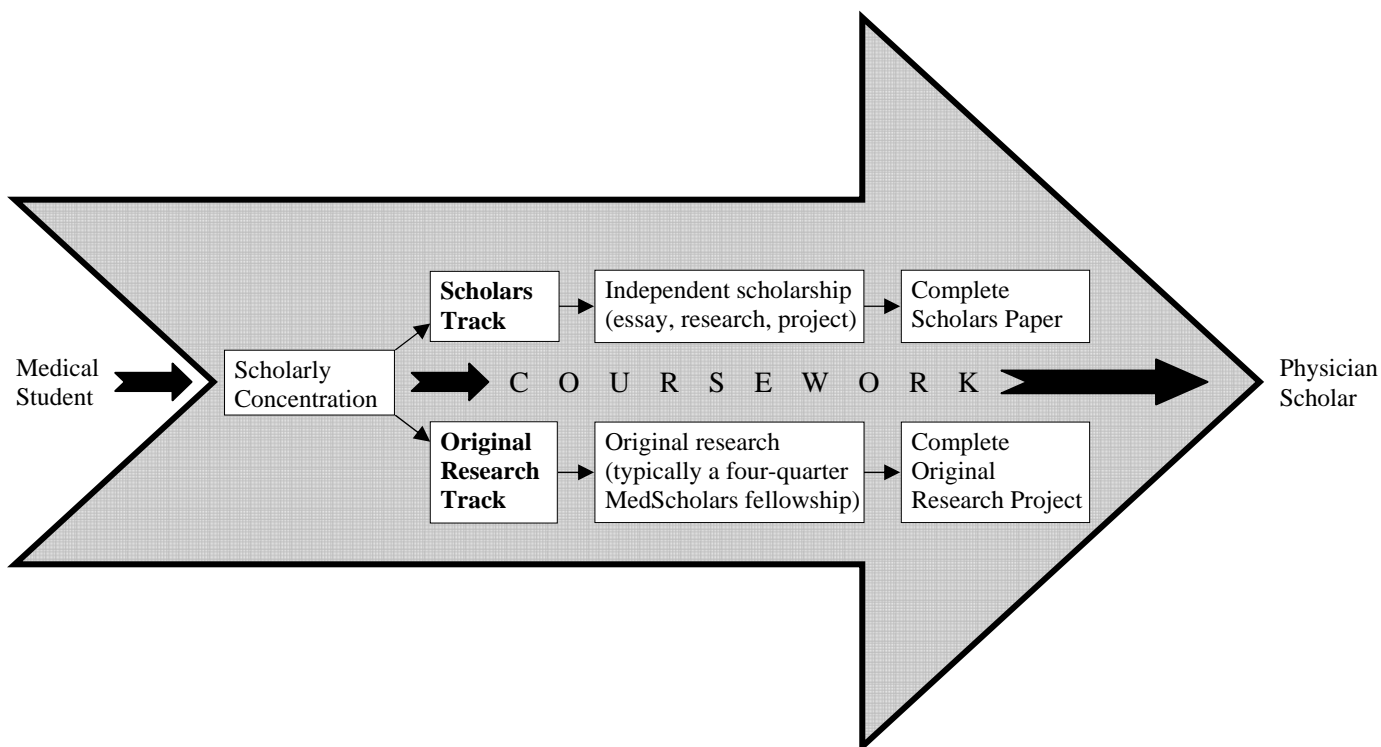 Medical
Student
Scholarly
Concentration
Scholars
Track
Independent scholarship
(essay, research, project)
Complete
Scholars Paper
C O U R S E W O R K
Original
Research
Track
Original research
(typically a four-quarter
MedScholars fellowship)
Complete
Original
Research Project
Physician
Scholar